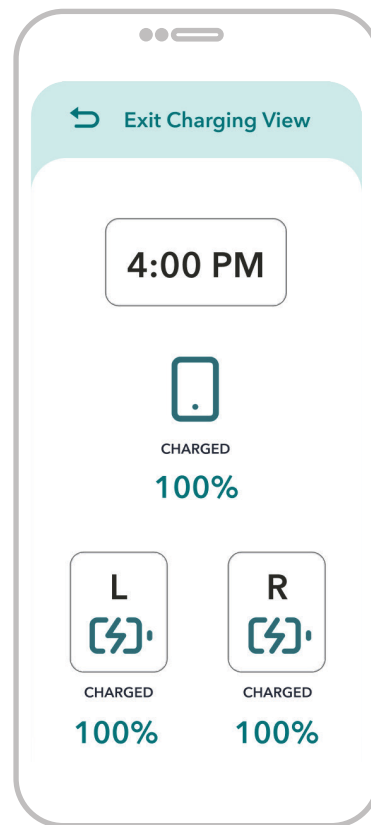 Exit Charging View
4:00 PM
CHARGED
100%
L R
CHARGED CHARGED
100% 100%